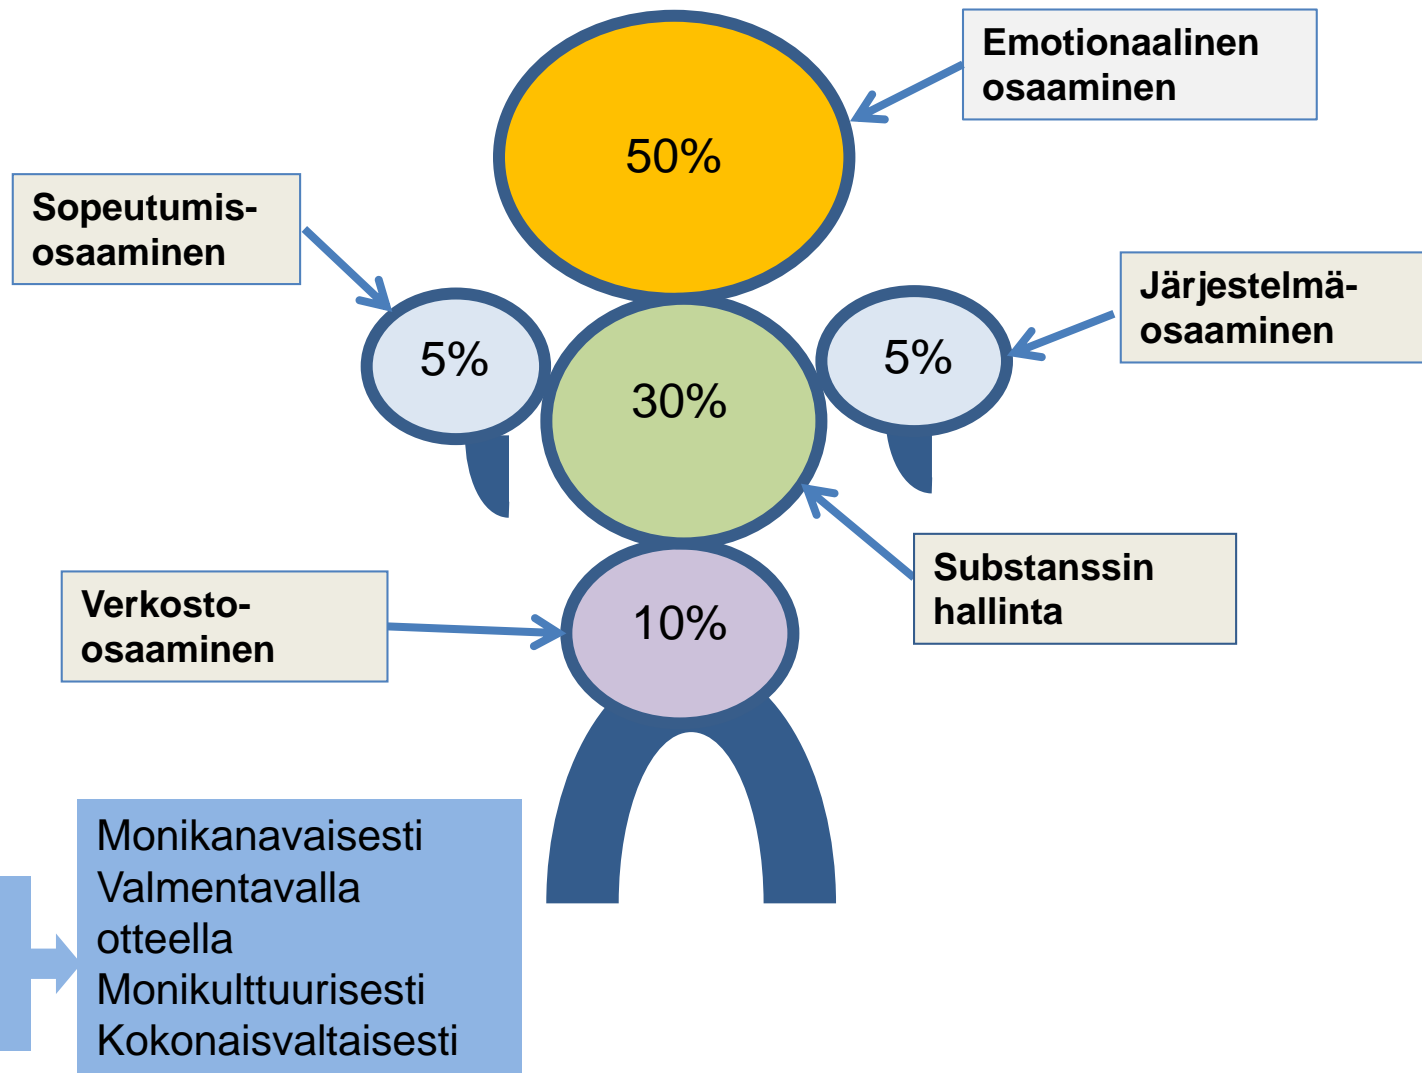 Emotionaalinen
osaaminen
50%
Sopeutumis-
osaaminen
Järjestelmä-
osaaminen
5%
30%
5%
Substanssin
hallinta
Verkosto-
osaaminen
10%
Monikanavaisesti
Valmentavalla
otteella
Monikulttuurisesti
Kokonaisvaltaisesti